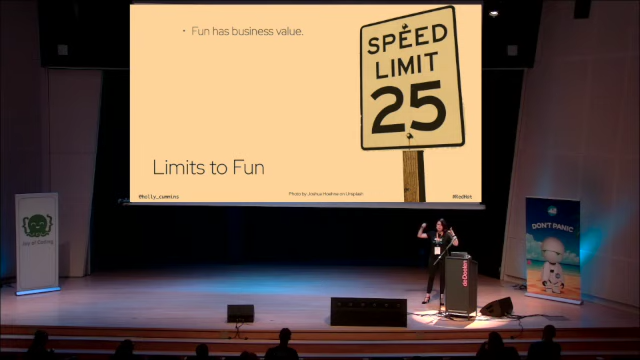 • Fun has business value.
SPEED
LIMIT
25
Limits to Fun
Photo by Joshua Hoehne on Unsplash
@holly_cummins
#RedHat
DON'T PANIC
deDoelen